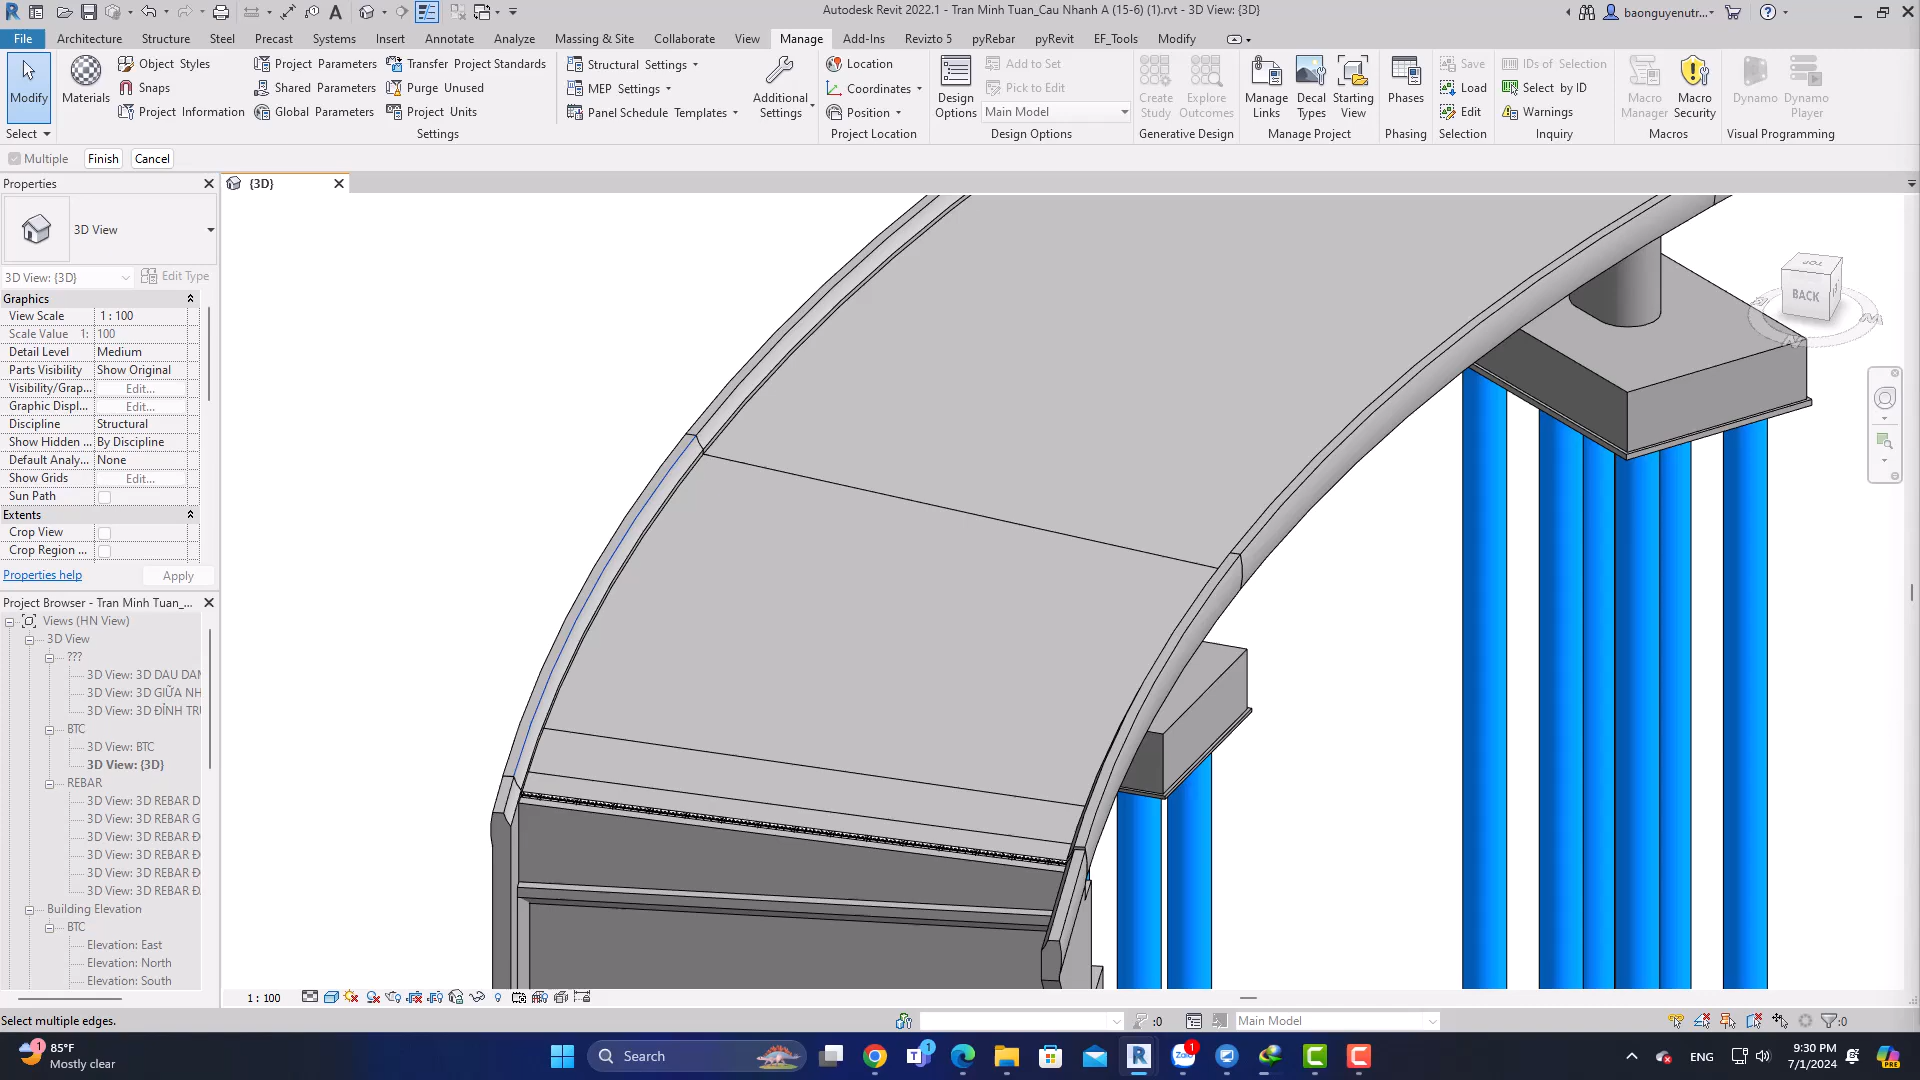 Autodesk Revit 2022.1 - Tran Minh Tuan_Cau Nhanh A (15-6) (1).rvt - 3D View: {3D}
baonguyenutr...
File Architecture Structure Steel Precast Systems Insert Annotate Analyze Massing & Site Collaborate View Manage Add-Ins Revizto 5 pyRebar pyRevit EF_Tools Modify
Modify
Select
Materials
Object Styles
Snaps
Project Information
Project Parameters
Shared Parameters
Global Parameters
Transfer Project Standards
Purge Unused
Project Units
Settings
Structural Settings
MEP Settings
Panel Schedule Templates
Additional Settings
Location
Coordinates
Position
Project Location
Design Options
Add to Set
Pick to Edit
Main Model
Design Options
Create Study
Explore Outcomes
Generative Design
Manage Links
Decal Types
Starting View
Manage Project
Phases
Phasing
Save
Load
Edit
Selection
IDs of Selection
Select by ID
Warnings
Inquiry
Macro Manager
Macro Security
Macros
Dynamo
Dynamo Player
Visual Programming
Multiple Finish Cancel
Properties
{3D}
3D View
3D View: {3D}
Edit Type
Graphics
View Scale 1 : 100
Scale Value 1: 100
Detail Level Medium
Parts Visibility Show Original
Visibility/Grap... Edit...
Graphic Displ... Edit...
Discipline Structural
Show Hidden ... By Discipline
Default Analy... None
Show Grids Edit...
Sun Path
Extents
Crop View
Crop Region ...
Properties help Apply
Project Browser - Tran Minh Tuan_...
Views (HN View)
3D View
???
3D View: 3D DAU DAM
3D View: 3D GIỮA NH
3D View: 3D ĐỈNH TR
BTC
3D View: BTC
3D View: {3D}
REBAR
3D View: 3D REBAR D
3D View: 3D REBAR G
3D View: 3D REBAR Đ
3D View: 3D REBAR Đ
3D View: 3D REBAR Đ
3D View: 3D REBAR Đ
Building Elevation
BTC
Elevation: East
Elevation: North
Elevation: South
TOP
BACK
1 : 100
Select multiple edges.
:0
Main Model
:0
1
85°F
Mostly clear
Search
1
Zalo
1
ENG
9:30 PM
7/1/2024
PRE